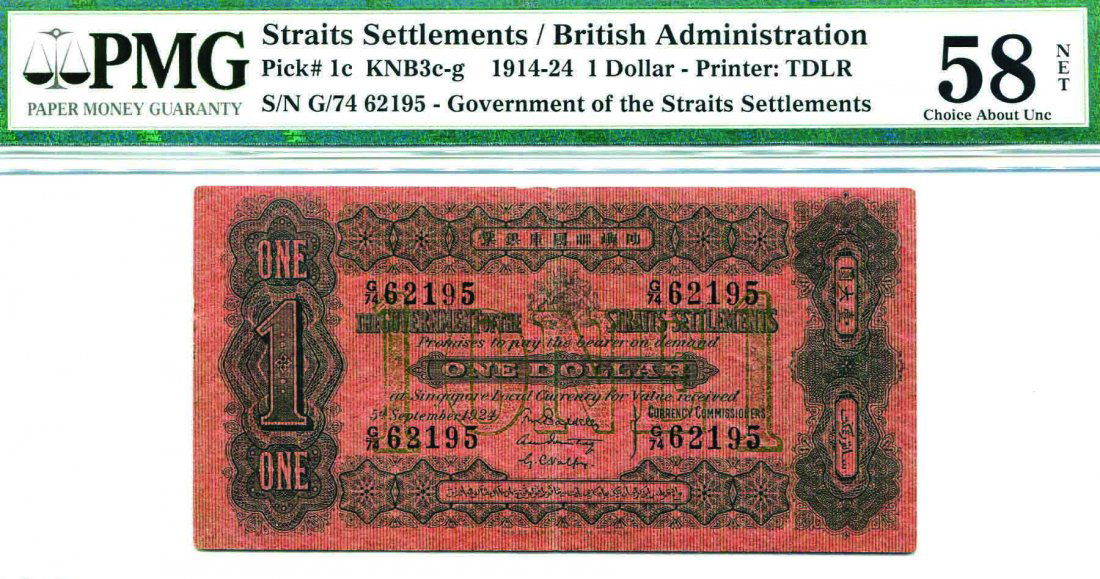 PMG
PAPER MONEY GUARANTY
Straits Settlements / British Administration
Pick# 1c KNB3c-g 1914-24 1 Dollar - Printer: TDLR
S/N G/74 62195 - Government of the Straits Settlements
58
NET
Choice About Unc
ONE
G/74 62195 G/74 62195
THE GOVERNMENT OF THE STRAITS SETTLEMENTS
Promises to pay the bearer on demand
1
ONE DOLLAR
at Singapore Local Currency for Value received
5th September 1924 CURRENCY COMMISSIONERS
G/74 62195 G/74 62195
ONE